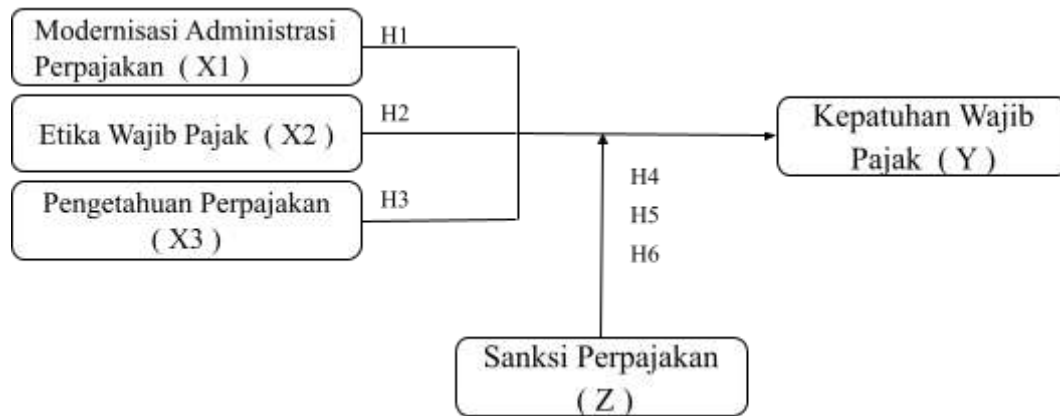 Modernisasi Administrasi
Perpajakan ( X1 )
H1
Etika Wajib Pajak ( X2 )
H2
Pengetahuan Perpajakan
( X3 )
H3
Kepatuhan Wajib
Pajak ( Y )
H4
H5
H6
Sanksi Perpajakan
( Z )